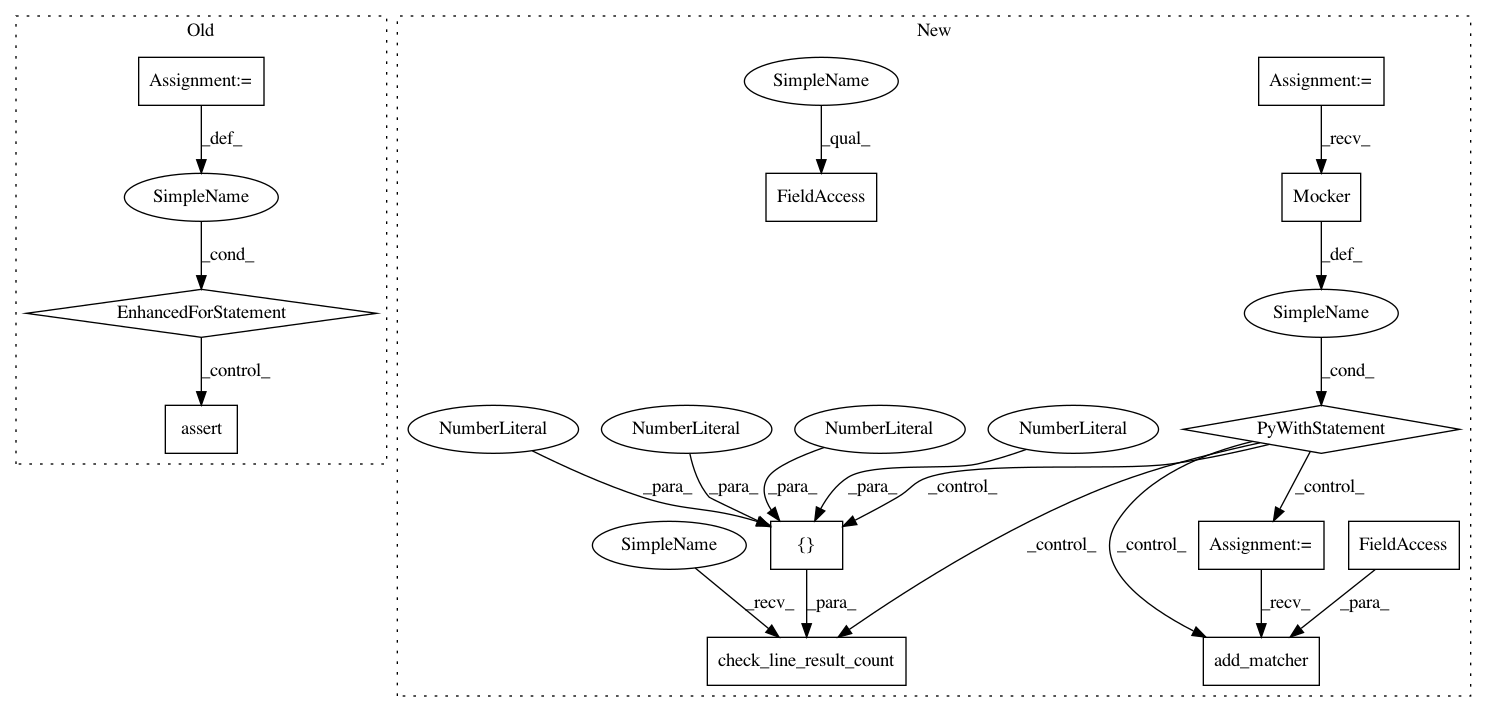 Old
New
Assignment:=
SimpleName
Assignment:=
_def_
_qual_
_recv_
SimpleName
FieldAccess
Mocker
_cond_
_def_
EnhancedForStatement
SimpleName
_control_
_cond_
assert
NumberLiteral
NumberLiteral
NumberLiteral
NumberLiteral
PyWithStatement
_para_
_para_
_para_
_para_
_control_
_control_
SimpleName
{}
_control_
_control_
Assignment:=
FieldAccess
_recv_
_para_
_recv_
_para_
check_line_result_count
add_matcher